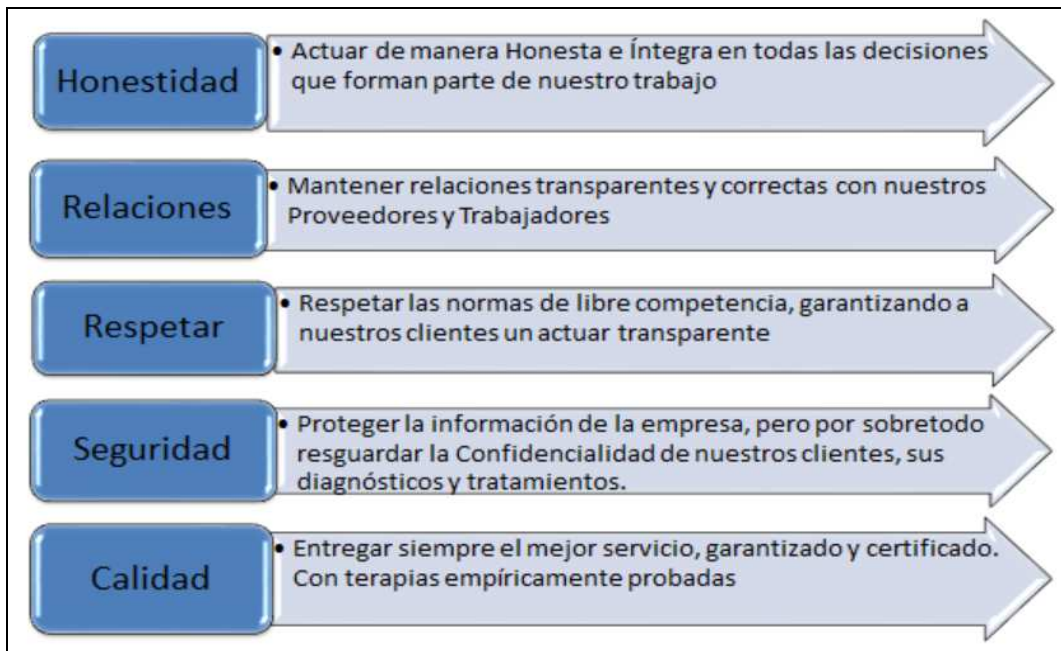 Honestidad
• Actuar de manera Honesta e Íntegra en todas las decisiones
que forman parte de nuestro trabajo
Relaciones
• Mantener relaciones transparentes y correctas con nuestros
Proveedores y Trabajadores
Respetar
• Respetar las normas de libre competencia, garantizando a
nuestros clientes un actuar transparente
Seguridad
• Proteger la información de la empresa, pero por sobretodo
resguardar la Confidencialidad de nuestros clientes, sus
diagnósticos y tratamientos.
Calidad
• Entregar siempre el mejor servicio, garantizado y certificado.
Con terapias empíricamente probadas